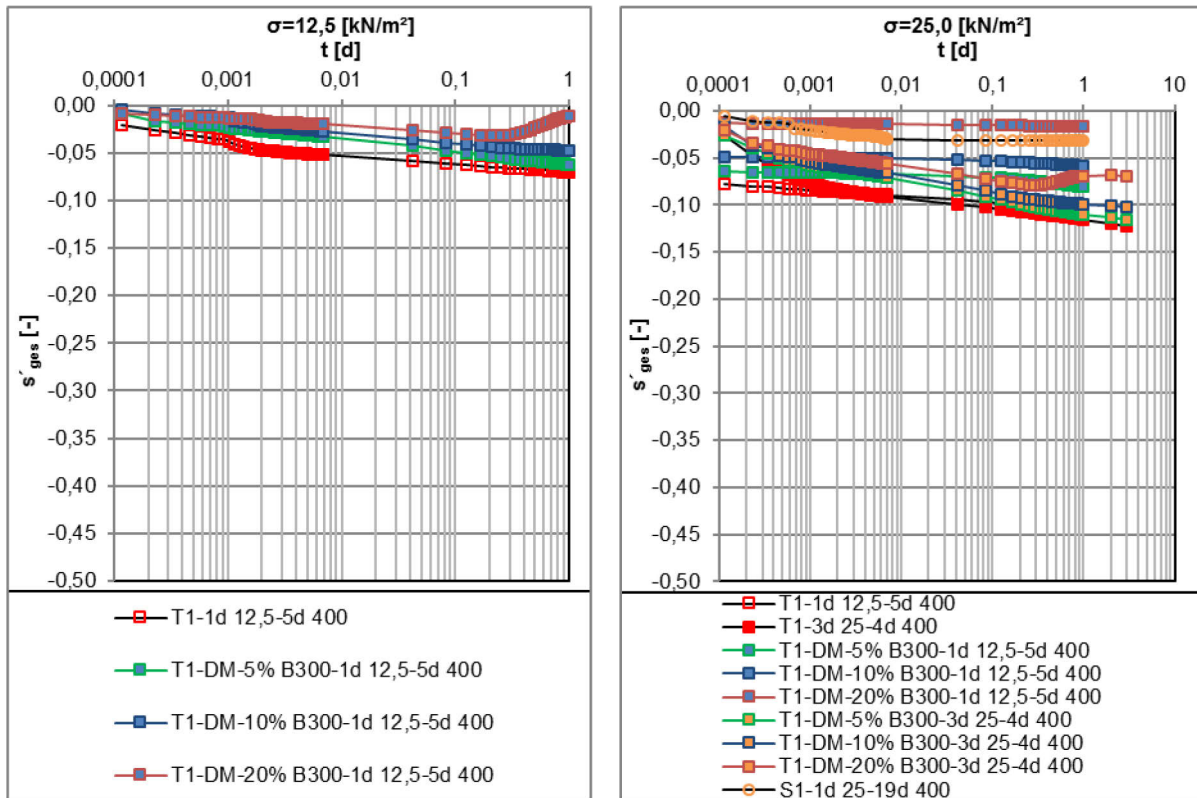 σ=12,5 [kN/m²]
t [d]
0,0001 0,001 0,01 0,1 1
0,00
-0,05
-0,10
-0,15
-0,20
-0,25
-0,30
-0,35
-0,40
-0,45
-0,50
s´ges [-]
T1-1d 12,5-5d 400
T1-DM-5% B300-1d 12,5-5d 400
T1-DM-10% B300-1d 12,5-5d 400
T1-DM-20% B300-1d 12,5-5d 400
σ=25,0 [kN/m²]
t [d]
0,0001 0,001 0,01 0,1 1 10
0,00
-0,05
-0,10
-0,15
-0,20
-0,25
-0,30
-0,35
-0,40
-0,45
-0,50
s´ges [-]
T1-1d 12,5-5d 400
T1-3d 25-4d 400
T1-DM-5% B300-1d 12,5-5d 400
T1-DM-10% B300-1d 12,5-5d 400
T1-DM-20% B300-1d 12,5-5d 400
T1-DM-5% B300-3d 25-4d 400
T1-DM-10% B300-3d 25-4d 400
T1-DM-20% B300-3d 25-4d 400
S1-1d 25-19d 400